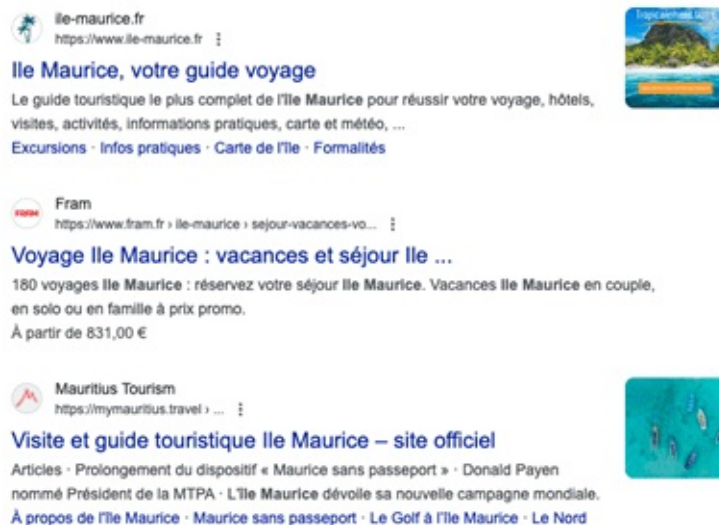 ile-maurice.fr
https://www.ile-maurice.fr
Ile Maurice, votre guide voyage
Le guide touristique le plus complet de l'Ile Maurice pour réussir votre voyage, hôtels,
visites, activités, informations pratiques, carte et météo, ...
Excursions · Infos pratiques · Carte de l'île · Formalités
Fram
FRAM
https://www.fram.fr › ile-maurice › sejour-vacances-vo...
Voyage Ile Maurice : vacances et séjour Ile ...
180 voyages Ile Maurice : réservez votre séjour Ile Maurice. Vacances Ile Maurice en couple,
en solo ou en famille à prix promo.
À partir de 831,00 €
Mauritius Tourism
https://mymauritius.travel › ...
Visite et guide touristique Ile Maurice – site officiel
Articles · Prolongement du dispositif « Maurice sans passeport » · Donald Payen
nommé Président de la MTPA · L'Ile Maurice dévoile sa nouvelle campagne mondiale.
À propos de l'Ile Maurice · Maurice sans passeport · Le Golf à l'Ile Maurice · Le Nord